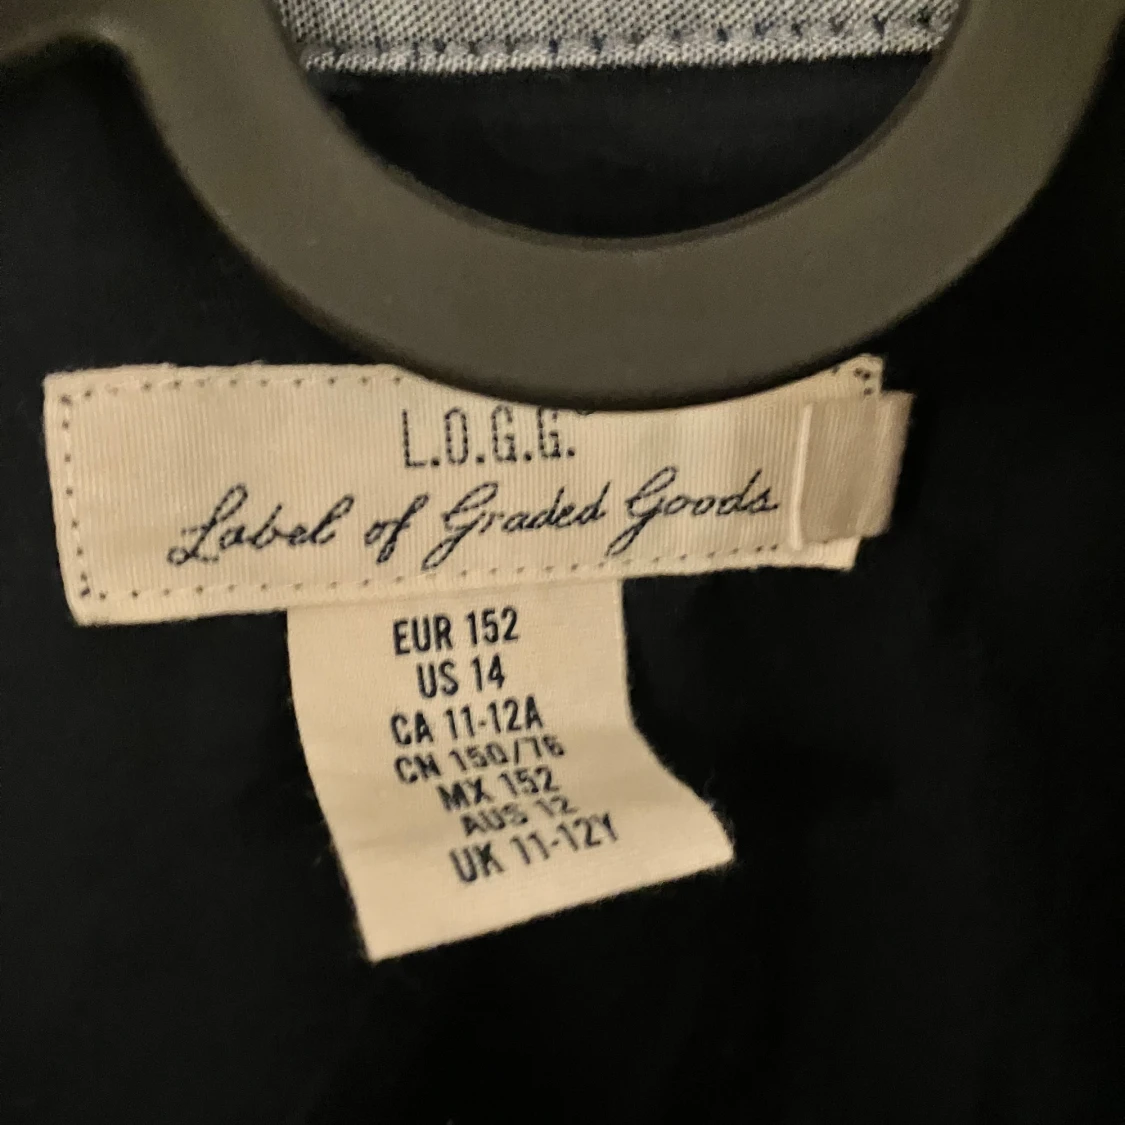 L.O.G.G.
Label of Graded Goods
EUR 152
US 14
CA 11-12A
CN 150/76
MX 152
AUS 12
UK 11-12Y